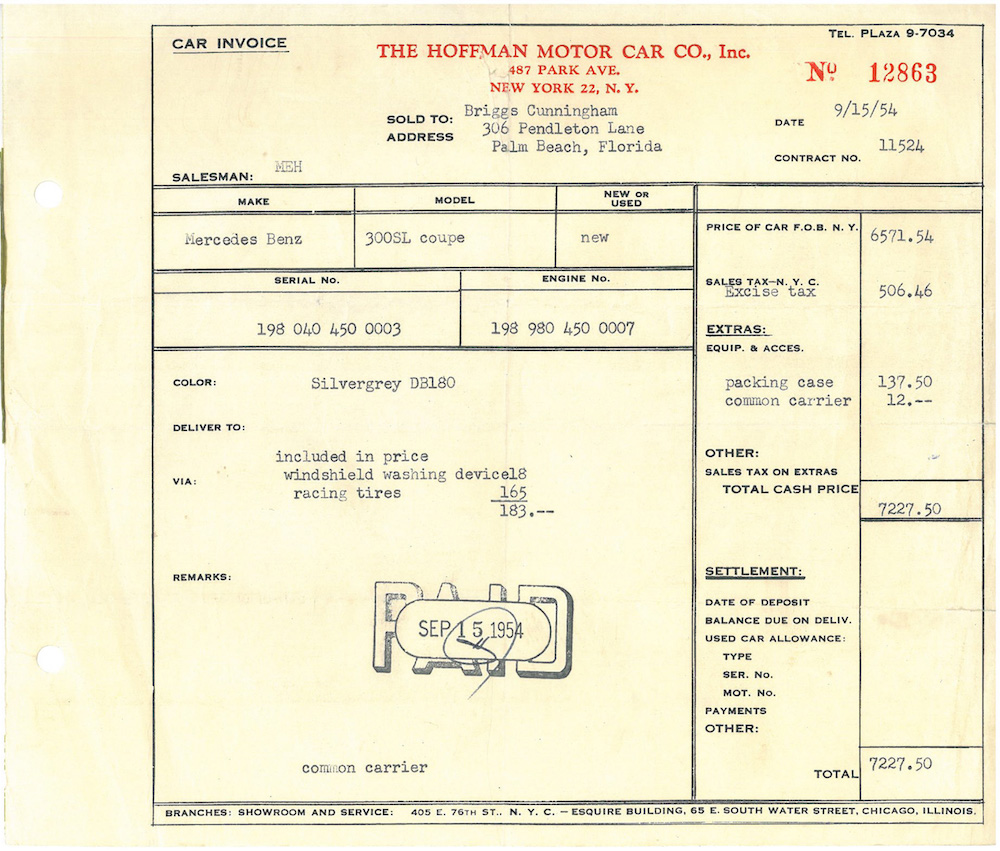 CAR INVOICE
TEL. PLAZA 9-7034
THE HOFFMAN MOTOR CAR CO., Inc.
487 PARK AVE.
NEW YORK 22, N. Y.
Nº 12863
SOLD TO: Briggs Cunningham
ADDRESS 306 Pendleton Lane
Palm Beach, Florida
DATE 9/15/54
CONTRACT NO. 11524
SALESMAN: MEH
MAKE MODEL NEW OR USED
Mercedes Benz 300SL coupe new
SERIAL No. ENGINE No.
198 040 450 0003 198 980 450 0007
COLOR: Silvergrey DB180
DELIVER TO:
included in price
VIA: windshield washing device18
racing tires 165
183.--
REMARKS:
PAID
SEP 15 1954
common carrier
PRICE OF CAR F.O.B. N. Y. 6571.54
SALES TAX–N. Y. C.
Excise tax 506.46
EXTRAS:
EQUIP. & ACCES.
packing case 137.50
common carrier 12.--
OTHER:
SALES TAX ON EXTRAS
TOTAL CASH PRICE 7227.50
SETTLEMENT:
DATE OF DEPOSIT
BALANCE DUE ON DELIV.
USED CAR ALLOWANCE:
TYPE
SER. No.
MOT. No.
PAYMENTS
OTHER:
TOTAL 7227.50
BRANCHES: SHOWROOM AND SERVICE: 405 E. 76TH ST.. N. Y. C. — ESQUIRE BUILDING, 65 E. SOUTH WATER STREET, CHICAGO, ILLINOIS.